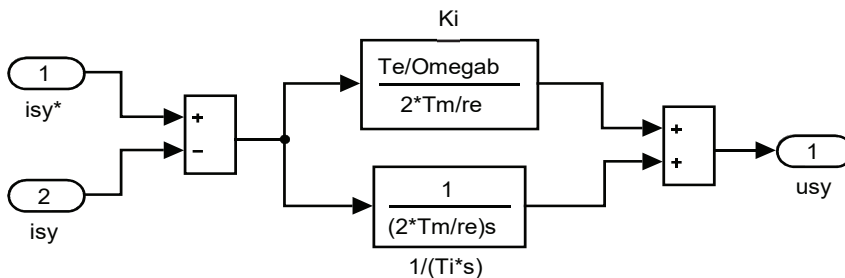 Ki
1
isy*
Te/Omegab
2*Tm/re
+
−
+
+
1
usy
2
isy
1
(2*Tm/re)s
1/(Ti*s)